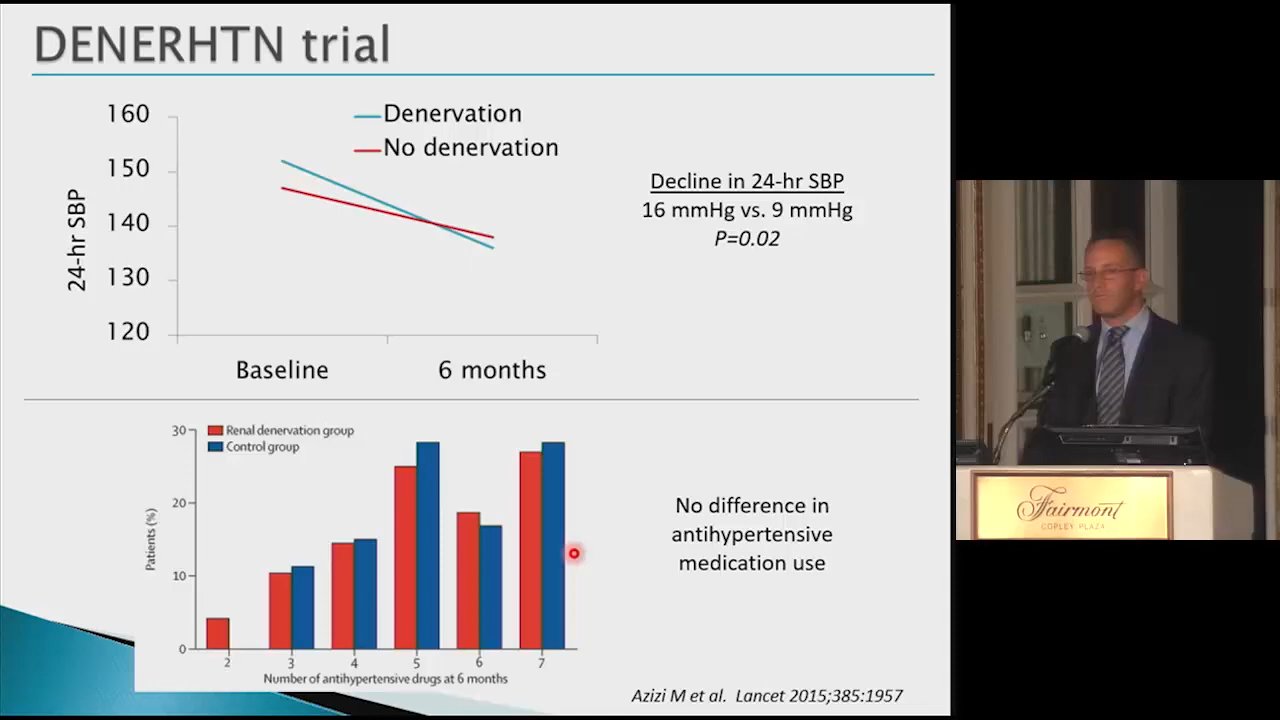 DENERHTN trial
160
150
140
130
120
24-hr SBP
Denervation
No denervation
Baseline
6 months
Decline in 24-hr SBP
16 mmHg vs. 9 mmHg
P=0.02
30
20
10
0
Patients (%)
Renal denervation group
Control group
2
3
4
5
6
7
Number of antihypertensive drugs at 6 months
No difference in
antihypertensive
medication use
Azizi M et al. Lancet 2015;385:1957
Fairmont
COPLEY PLAZA